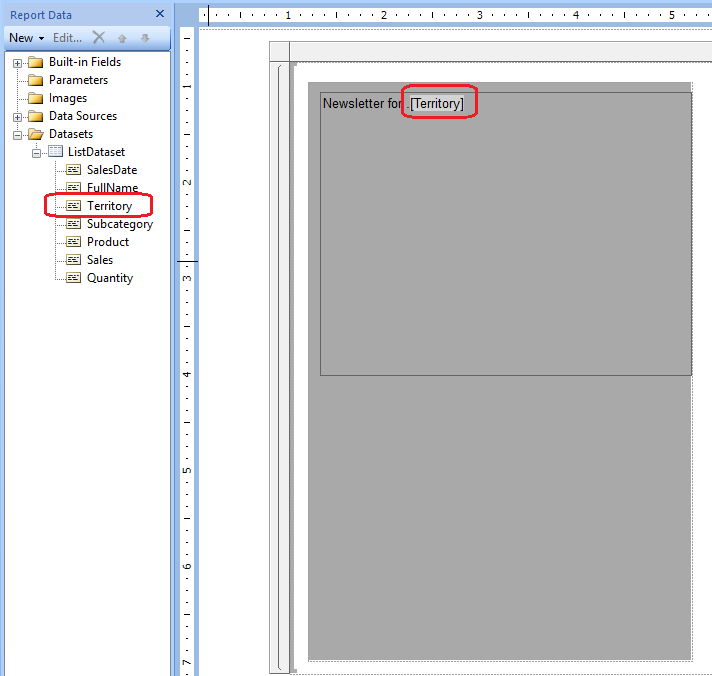 Report Data
New Edit...
Built-in Fields
Parameters
Images
Data Sources
Datasets
ListDataset
SalesDate
FullName
Territory
Subcategory
Product
Sales
Quantity
1 2 3 4 5
1
2
3
4
5
6
7
Newsletter for [Territory]